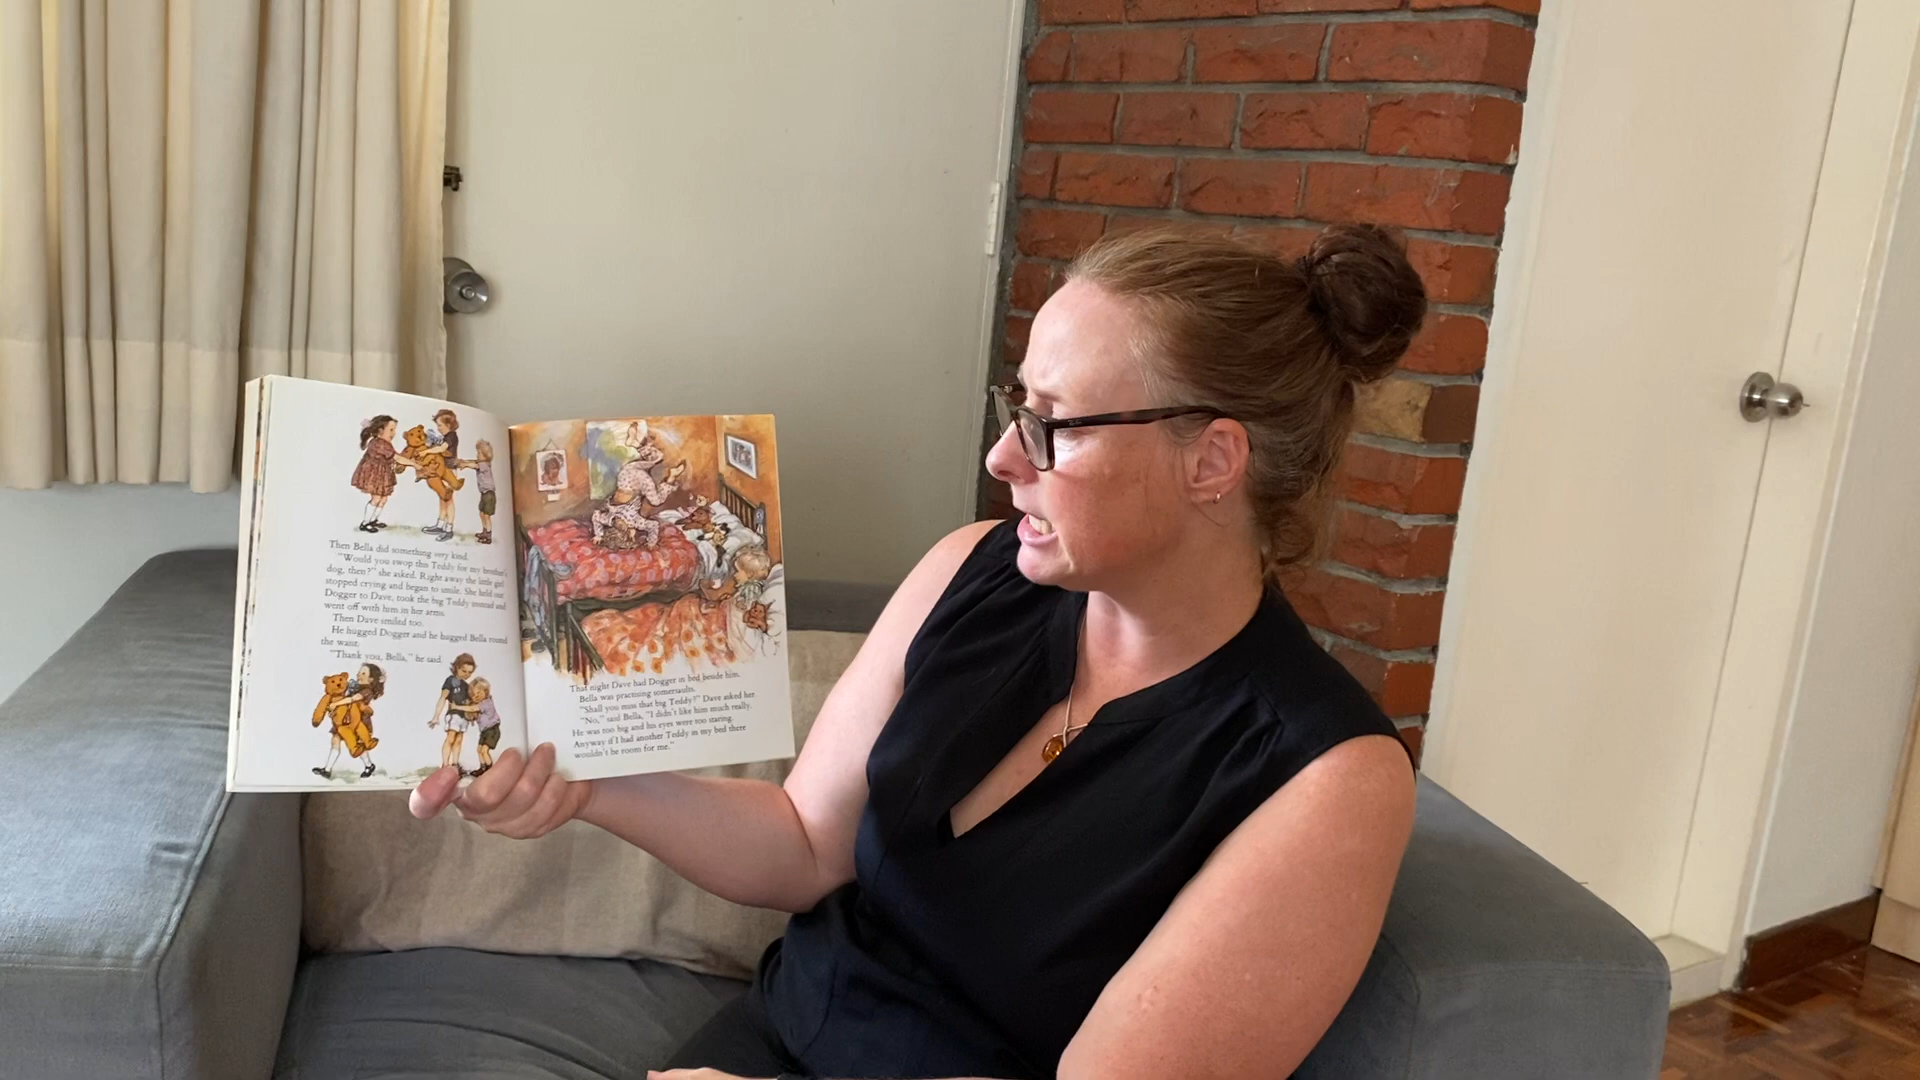 Then Bella did something very kind.
"Would you swop this Teddy for my brother's
dog, then?" she asked. Right away the little girl
stopped crying and began to smile. She held out
Dogger to Dave, took the big Teddy instead and
went off with him in her arms.
Then Dave smiled too.
He hugged Dogger and he hugged Bella round
the waist.
"Thank you, Bella," he said.
That night Dave had Dogger in bed beside him.
Bella was practising somersaults.
"Shall you miss that big Teddy?" Dave asked her
"No," said Bella, "I didn't like him much really.
He was too big and his eyes were too staring.
Anyway if I had another Teddy in my bed there
wouldn't be room for me."